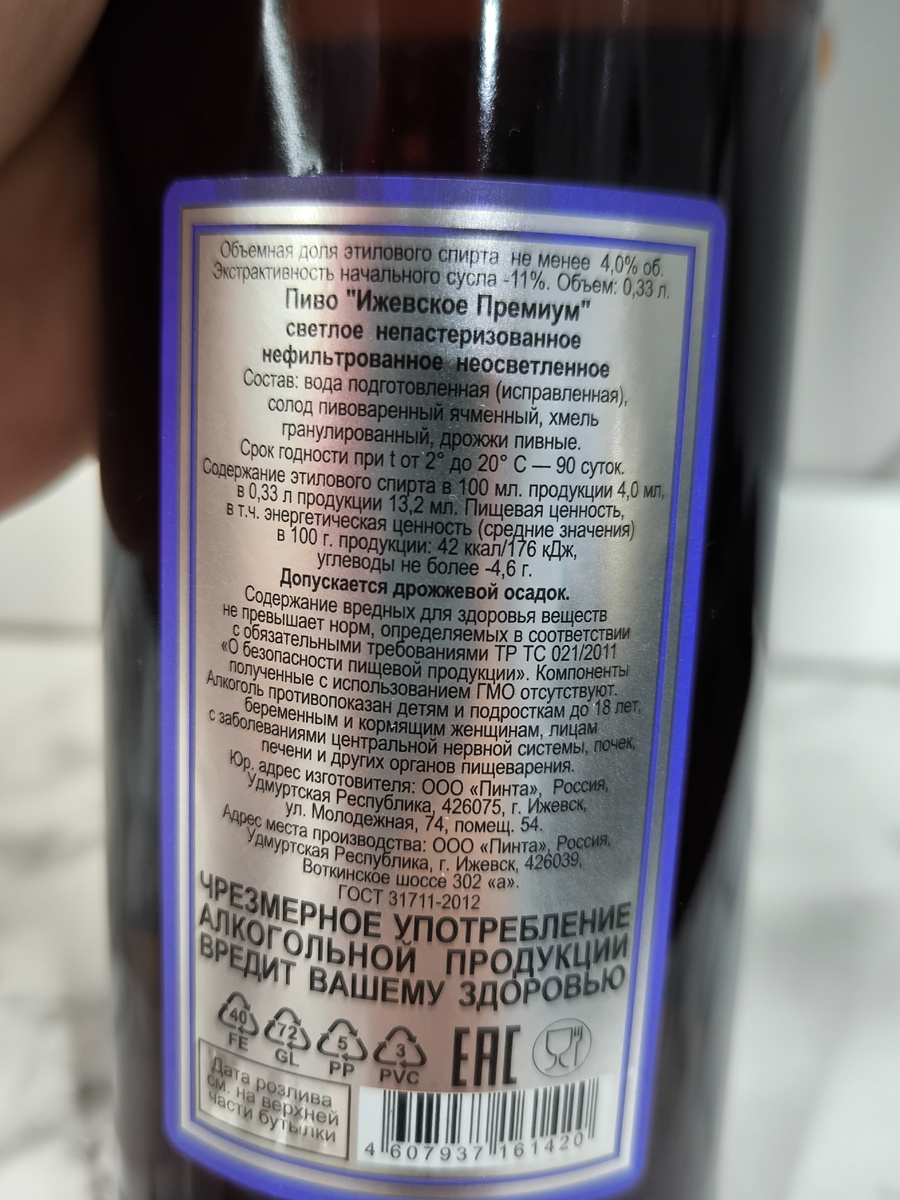 Объемная доля этилового спирта не менее 4,0% об.
Экстрактивность начального сусла -11%. Объем: 0,33 л.
Пиво "Ижевское Премиум"
светлое непастеризованное
нефильтрованное неосветленное
Состав: вода подготовленная (исправленная),
солод пивоваренный ячменный, хмель
гранулированный, дрожжи пивные.
Срок годности при t от 2° до 20° С — 90 суток.
Содержание этилового спирта в 100 мл. продукции 4,0 мл,
в 0,33 л продукции 13,2 мл. Пищевая ценность,
в т.ч. энергетическая ценность (средние значения)
в 100 г. продукции: 42 ккал/176 кДж,
углеводы не более -4,6 г.
Допускается дрожжевой осадок.
Содержание вредных для здоровья веществ
не превышает норм, определяемых в соответствии
с обязательными требованиями ТР ТС 021/2011
«О безопасности пищевой продукции». Компоненты
полученные с использованием ГМО отсутствуют.
Алкоголь противопоказан детям и подросткам до 18 лет,
беременным и кормящим женщинам, лицам
с заболеваниями центральной нервной системы, почек,
печени и других органов пищеварения.
Юр. адрес изготовителя: ООО «Пинта», Россия,
Удмуртская Республика, 426075, г. Ижевск,
ул. Молодежная, 74, помещ. 54.
Адрес места производства: ООО «Пинта», Россия,
Удмуртская Республика, г. Ижевск, 426039,
Воткинское шоссе 302 «а».
ГОСТ 31711-2012
ЧРЕЗМЕРНОЕ УПОТРЕБЛЕНИЕ
АЛКОГОЛЬНОЙ ПРОДУКЦИИ
ВРЕДИТ ВАШЕМУ ЗДОРОВЬЮ
40 72 5 3 EAC
FE GL PP PVC
Дата розлива
см. на верхней
части бутылки
4 607937 161420